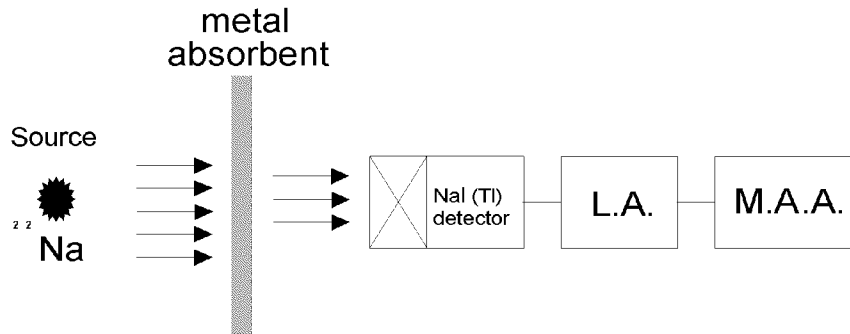 metal
absorbent
Source
22
Na
NaI (Tl)
detector
L.A.
M.A.A.